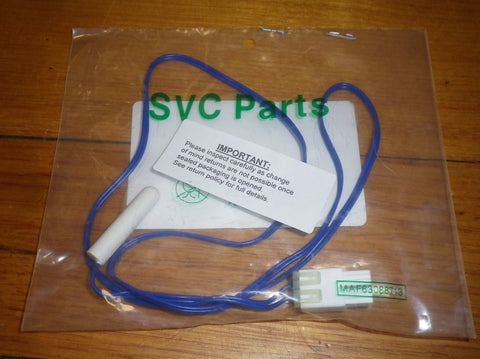 SVC Parts
IMPORTANT:
Please inspect carefully as change
of mind returns are not possible once
sealed packaging is opened.
See return policy for full details.